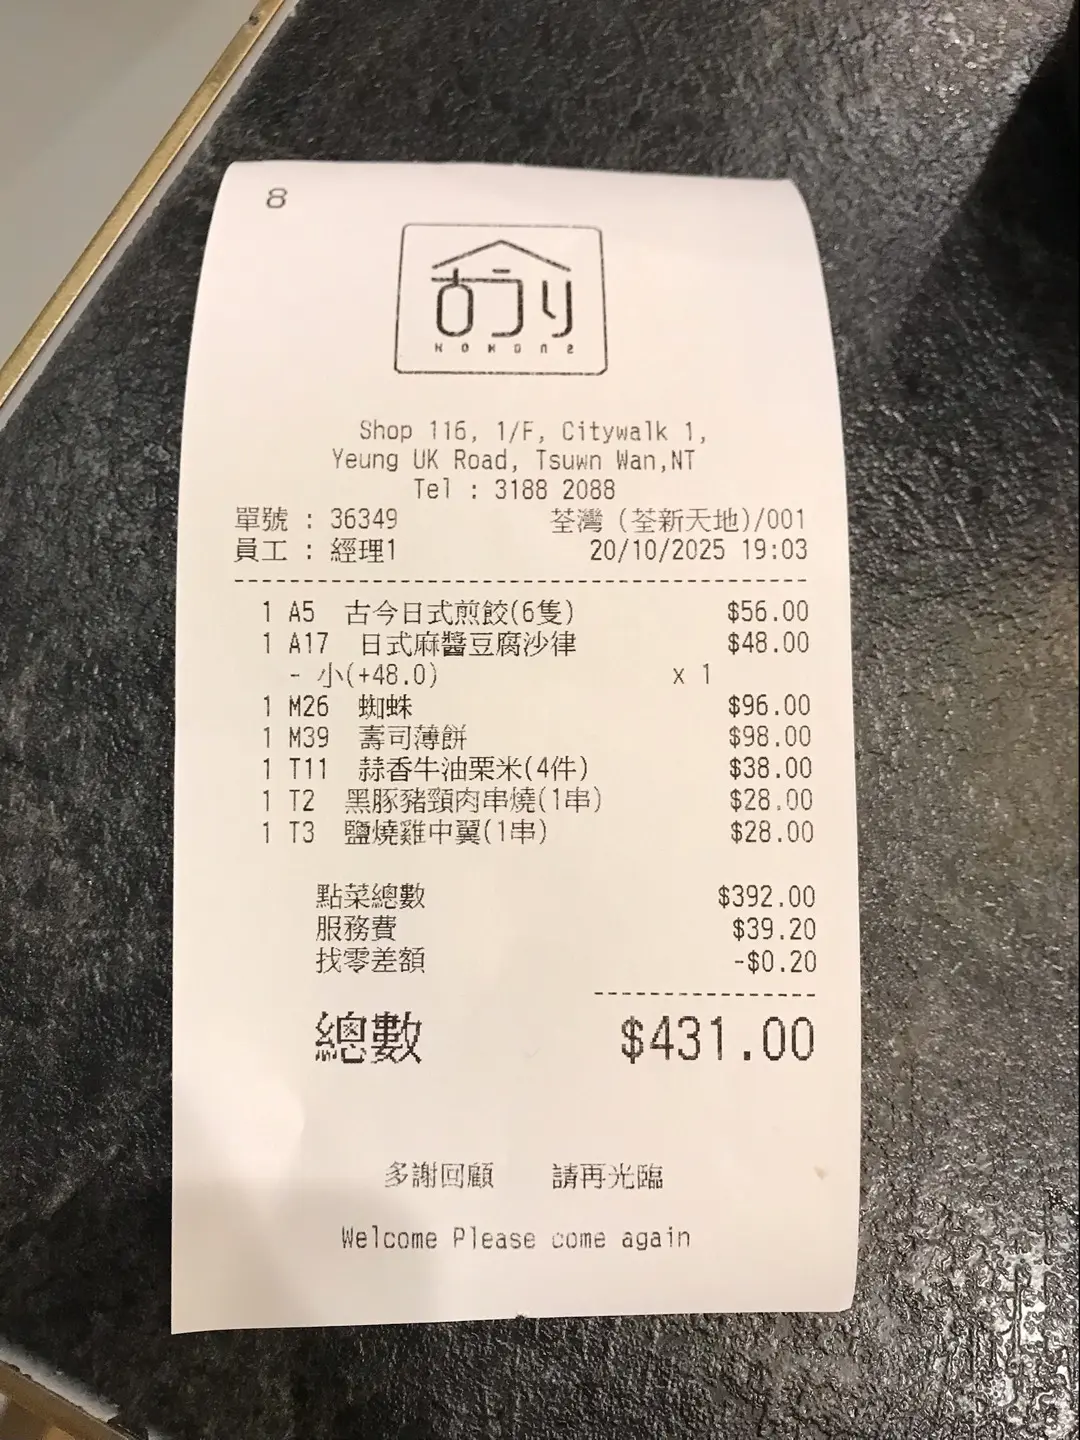 8
Shop 116, 1/F, Citywalk 1,
Yeung UK Road, Tsuwn Wan,NT
Tel : 3188 2088
單號 : 36349 荃灣 (荃新天地)/001
員工 : 經理1 20/10/2025 19:03
1 A5 古今日式煎餃(6隻) $56.00
1 A17 日式麻醬豆腐沙律 $48.00
- 小(+48.0) x 1
1 M26 蜘蛛 $96.00
1 M39 壽司薄餅 $98.00
1 T11 蒜香牛油栗米(4件) $38.00
1 T2 黑豚豬頸肉串燒(1串) $28.00
1 T3 鹽燒雞中翼(1串) $28.00
點菜總數 $392.00
服務費 $39.20
找零差額 -$0.20
總數 $431.00
多謝回顧 請再光臨
Welcome Please come again